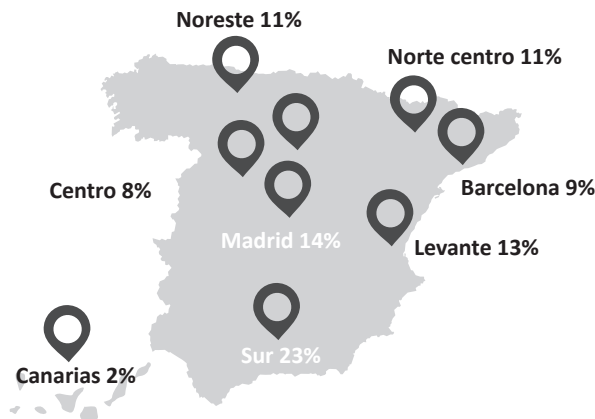 Noreste 11%
Norte centro 11%
Centro 8%
Barcelona 9%
Madrid 14%
Levante 13%
Sur 23%
Canarias 2%